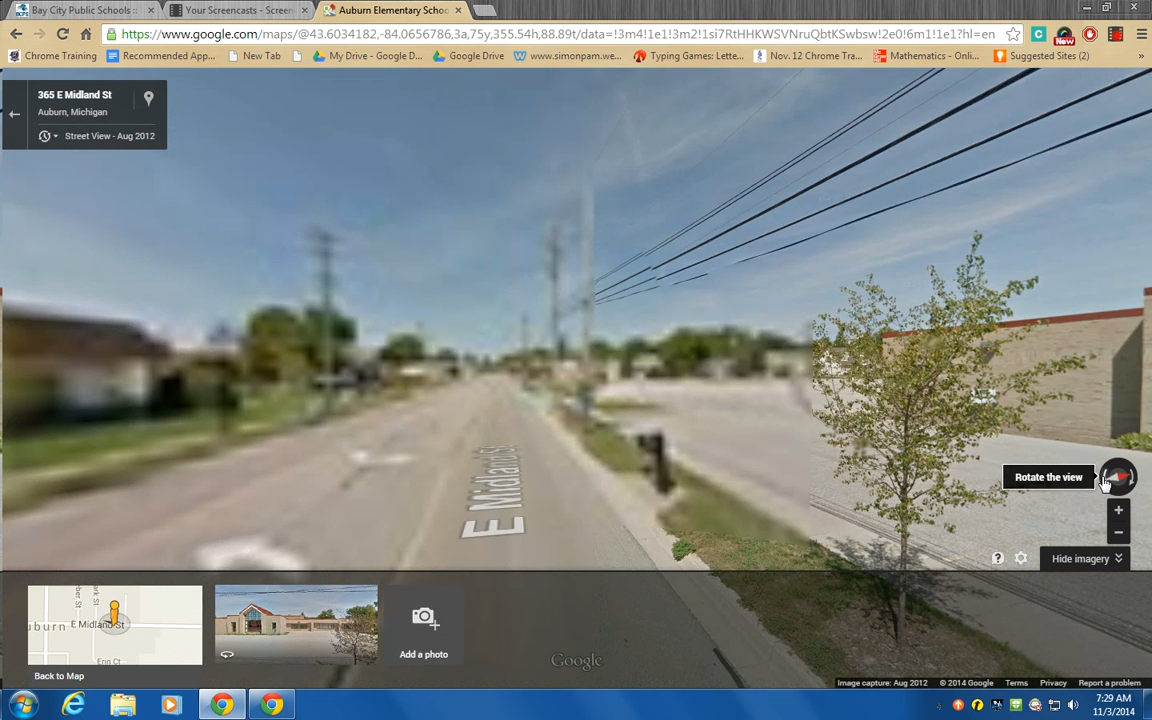 Bay City Public Schools ::
Your Screencasts - Screen
Auburn Elementary Schoo
https://www.google.com/maps/@43.6034182,-84.0656786,3a,75y,355.54h,88.89t/data=!3m4!1e1!3m2!1si7RtHHKWSVNruQbtKSwbsw!2e0!6m1!1e1?hl=en
New
Chrome Training
Recommended App...
New Tab
My Drive - Google D...
Google Drive
www.simonpam.we...
Typing Games: Lette...
Nov. 12 Chrome Tra...
Mathematics - Onli...
Suggested Sites (2)
»
365 E Midland St
Auburn, Michigan
Street View - Aug 2012
E Midland St
Rotate the view
+
−
?
Hide imagery
E Midland St
Erin Ct
Add a photo
Back to Map
Google
Image capture: Aug 2012
© 2014 Google
Terms
Privacy
Report a problem
7:29 AM
11/3/2014